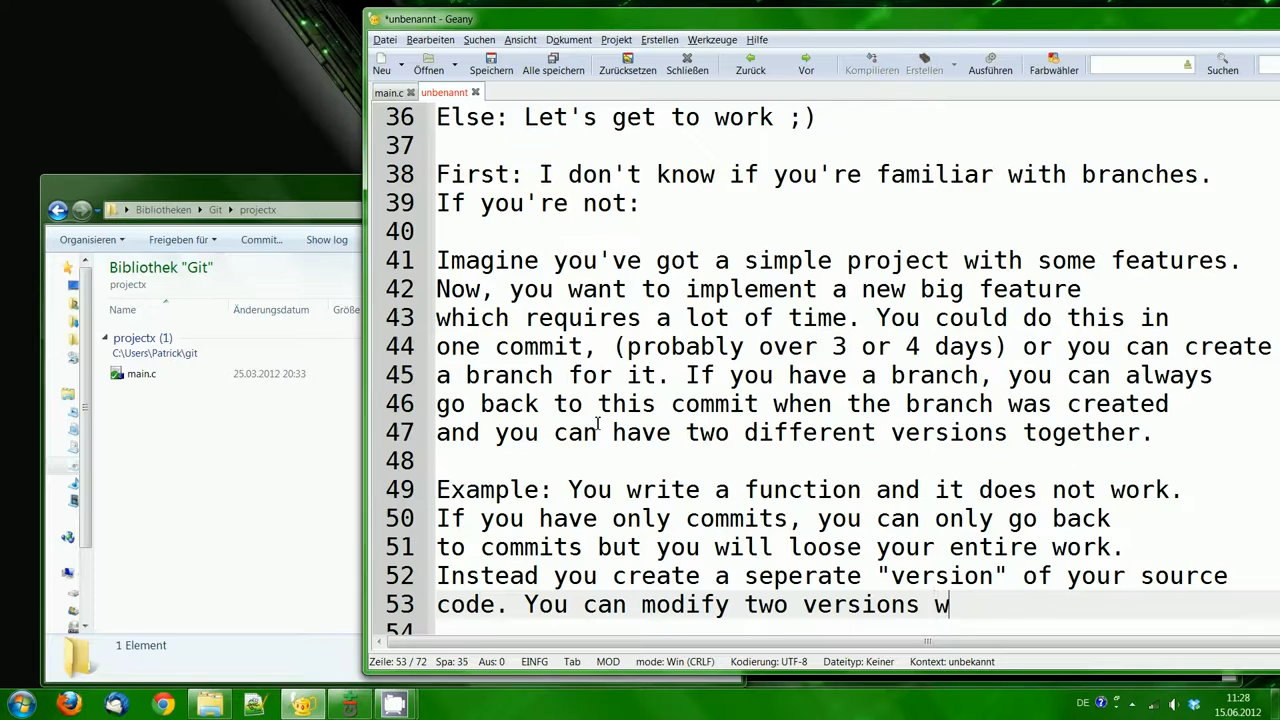 *unbenannt - Geany
Datei Bearbeiten Suchen Ansicht Dokument Projekt Erstellen Werkzeuge Hilfe
Neu Öffnen Speichern Alle speichern Zurücksetzen Schließen Zurück Vor Kompilieren Erstellen Ausführen Farbwähler Suchen
main.c unbenannt
36 Else: Let's get to work ;)
37
38 First: I don't know if you're familiar with branches.
39 If you're not:
40
41 Imagine you've got a simple project with some features.
42 Now, you want to implement a new big feature
43 which requires a lot of time. You could do this in
44 one commit, (probably over 3 or 4 days) or you can create
45 a branch for it. If you have a branch, you can always
46 go back to this commit when the branch was created
47 and you can have two different versions together.
48
49 Example: You write a function and it does not work.
50 If you have only commits, you can only go back
51 to commits but you will loose your entire work.
52 Instead you create a seperate "version" of your source
53 code. You can modify two versions w
54
Zeile: 53 / 72 Spa: 35 Aus: 0 EINFG Tab MOD mode: Win (CRLF) Kodierung: UTF-8 Dateityp: Keiner Kontext: unbekannt
Bibliotheken Git projectx
Organisieren Freigeben für Commit... Show log
Bibliothek "Git"
projectx
Name Änderungsdatum Größe
projectx (1)
C:\Users\Patrick\git
main.c 25.03.2012 20:33
1 Element
DE 11:28
15.06.2012